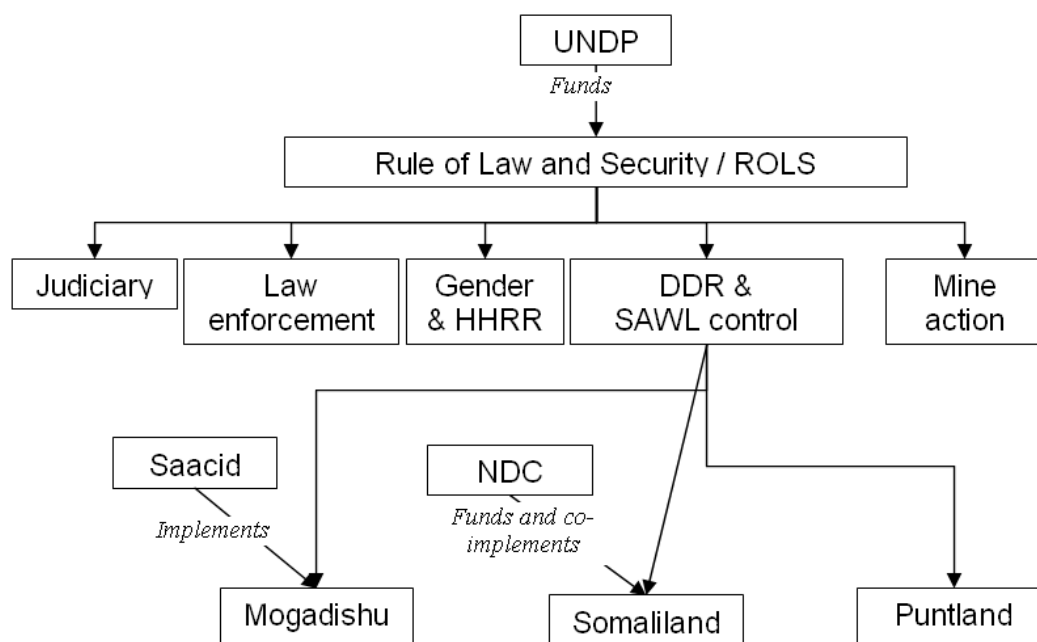 UNDP
Funds
Rule of Law and Security / ROLS
Judiciary
Law
enforcement
Gender
& HHRR
DDR &
SAWL control
Mine
action
Saacid
NDC
Implements
Funds and co-
implements
Mogadishu
Somaliland
Puntland